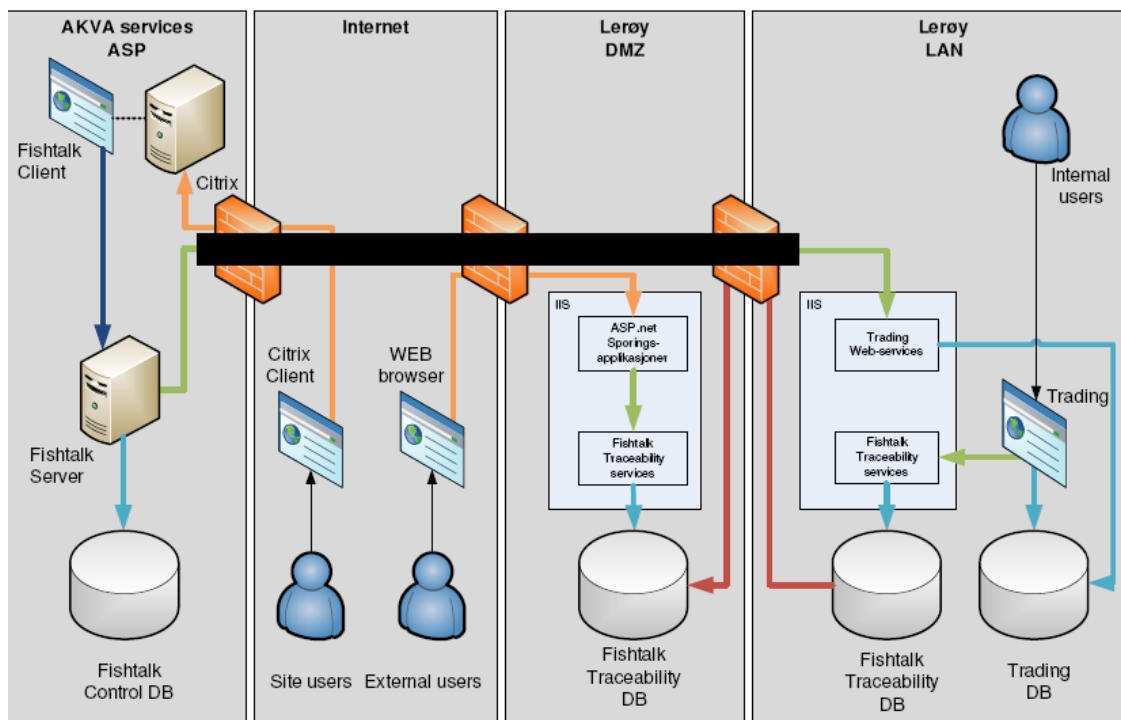 AKVA services
ASP
Internet
Lerøy
DMZ
Lerøy
LAN
Fishtalk
Client
Citrix
Internal
users
IIS
ASP.net
Sporings-
applikasjoner
IIS
Trading
Web-services
Citrix
Client
WEB
browser
Trading
Fishtalk
Server
Fishtalk
Traceability
services
Fishtalk
Traceability
services
Fishtalk
Control DB
Site users
External users
Fishtalk
Traceability
DB
Fishtalk
Traceability
DB
Trading
DB